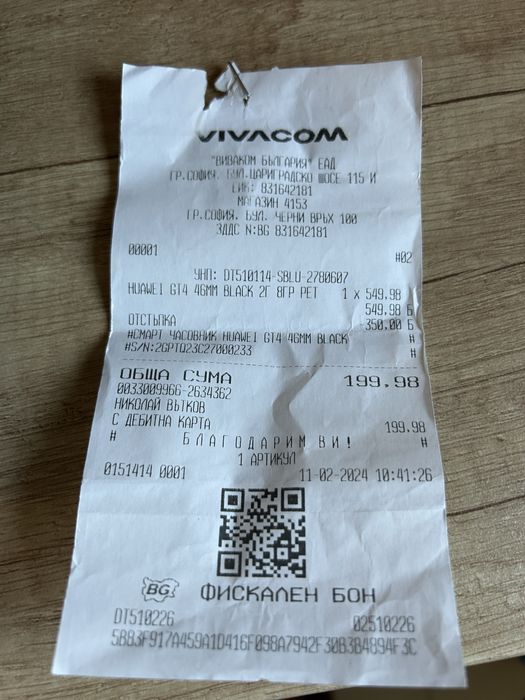 VIVACOM
"ВИВАКОМ БЪЛГАРИЯ" ЕАД
ГР.СОФИЯ. БУЛ.ЦАРИГРАДСКО ШОСЕ 115 И
ЕИК: 831642181
МАГАЗИН 4153
ГР.СОФИЯ. БУЛ. ЧЕРНИ ВРЪХ 100
ЗДДС N:BG 831642181
00001 #02
УНП: DT510114-SBLU-2780607
HUAWEI GT4 46MM BLACK 2Г 8ГР РЕТ 1 x 549.98
549.98 Б
ОТСТЪПКА 350.00 Б
#СМАРТ ЧАСОВНИК HUAWEI GT4 46MM BLACK #
#S/N:2GPTQ23C27000233 #
ОБЩА СУМА 199.98
0033009966-2634362
НИКОЛАЙ ВЪТКОВ
С ДЕБИТНА КАРТА 199.98
# БЛАГОДАРИМ ВИ! #
1 АРТИКУЛ
0151414 0001 11-02-2024 10:41:26
BG ФИСКАЛЕН БОН
DT510226 02510226
5BB3F917A459A1D416F098A7942F30B3B4894F3C